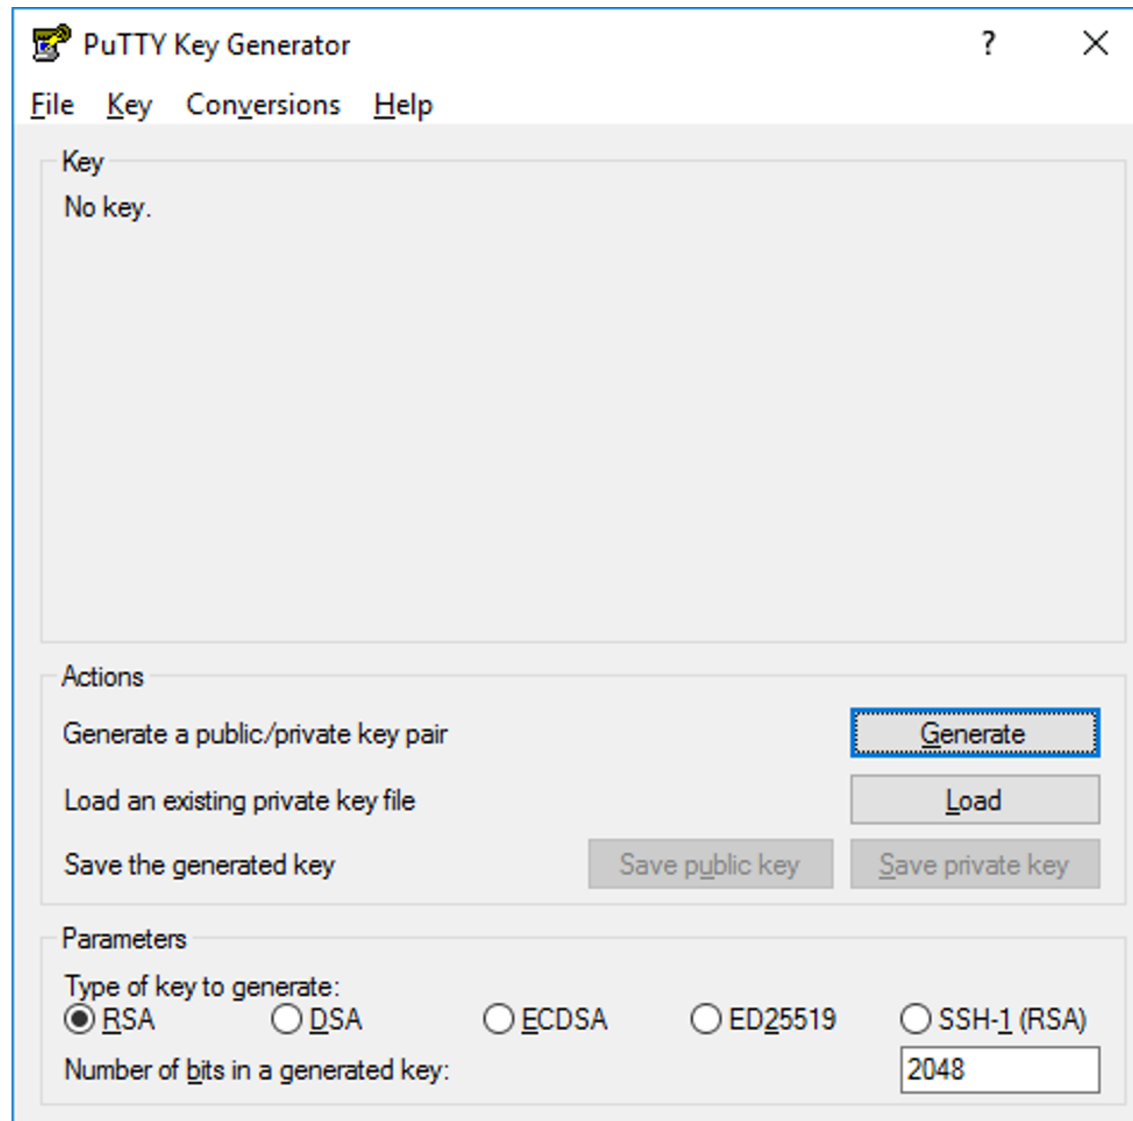 PuTTY Key Generator ?
File Key Conversions Help
Key
No key.
Actions
Generate a public/private key pair Generate
Load an existing private key file Load
Save the generated key Save public key Save private key
Parameters
Type of key to generate:
RSA DSA ECDSA ED25519 SSH-1 (RSA)
Number of bits in a generated key: 2048